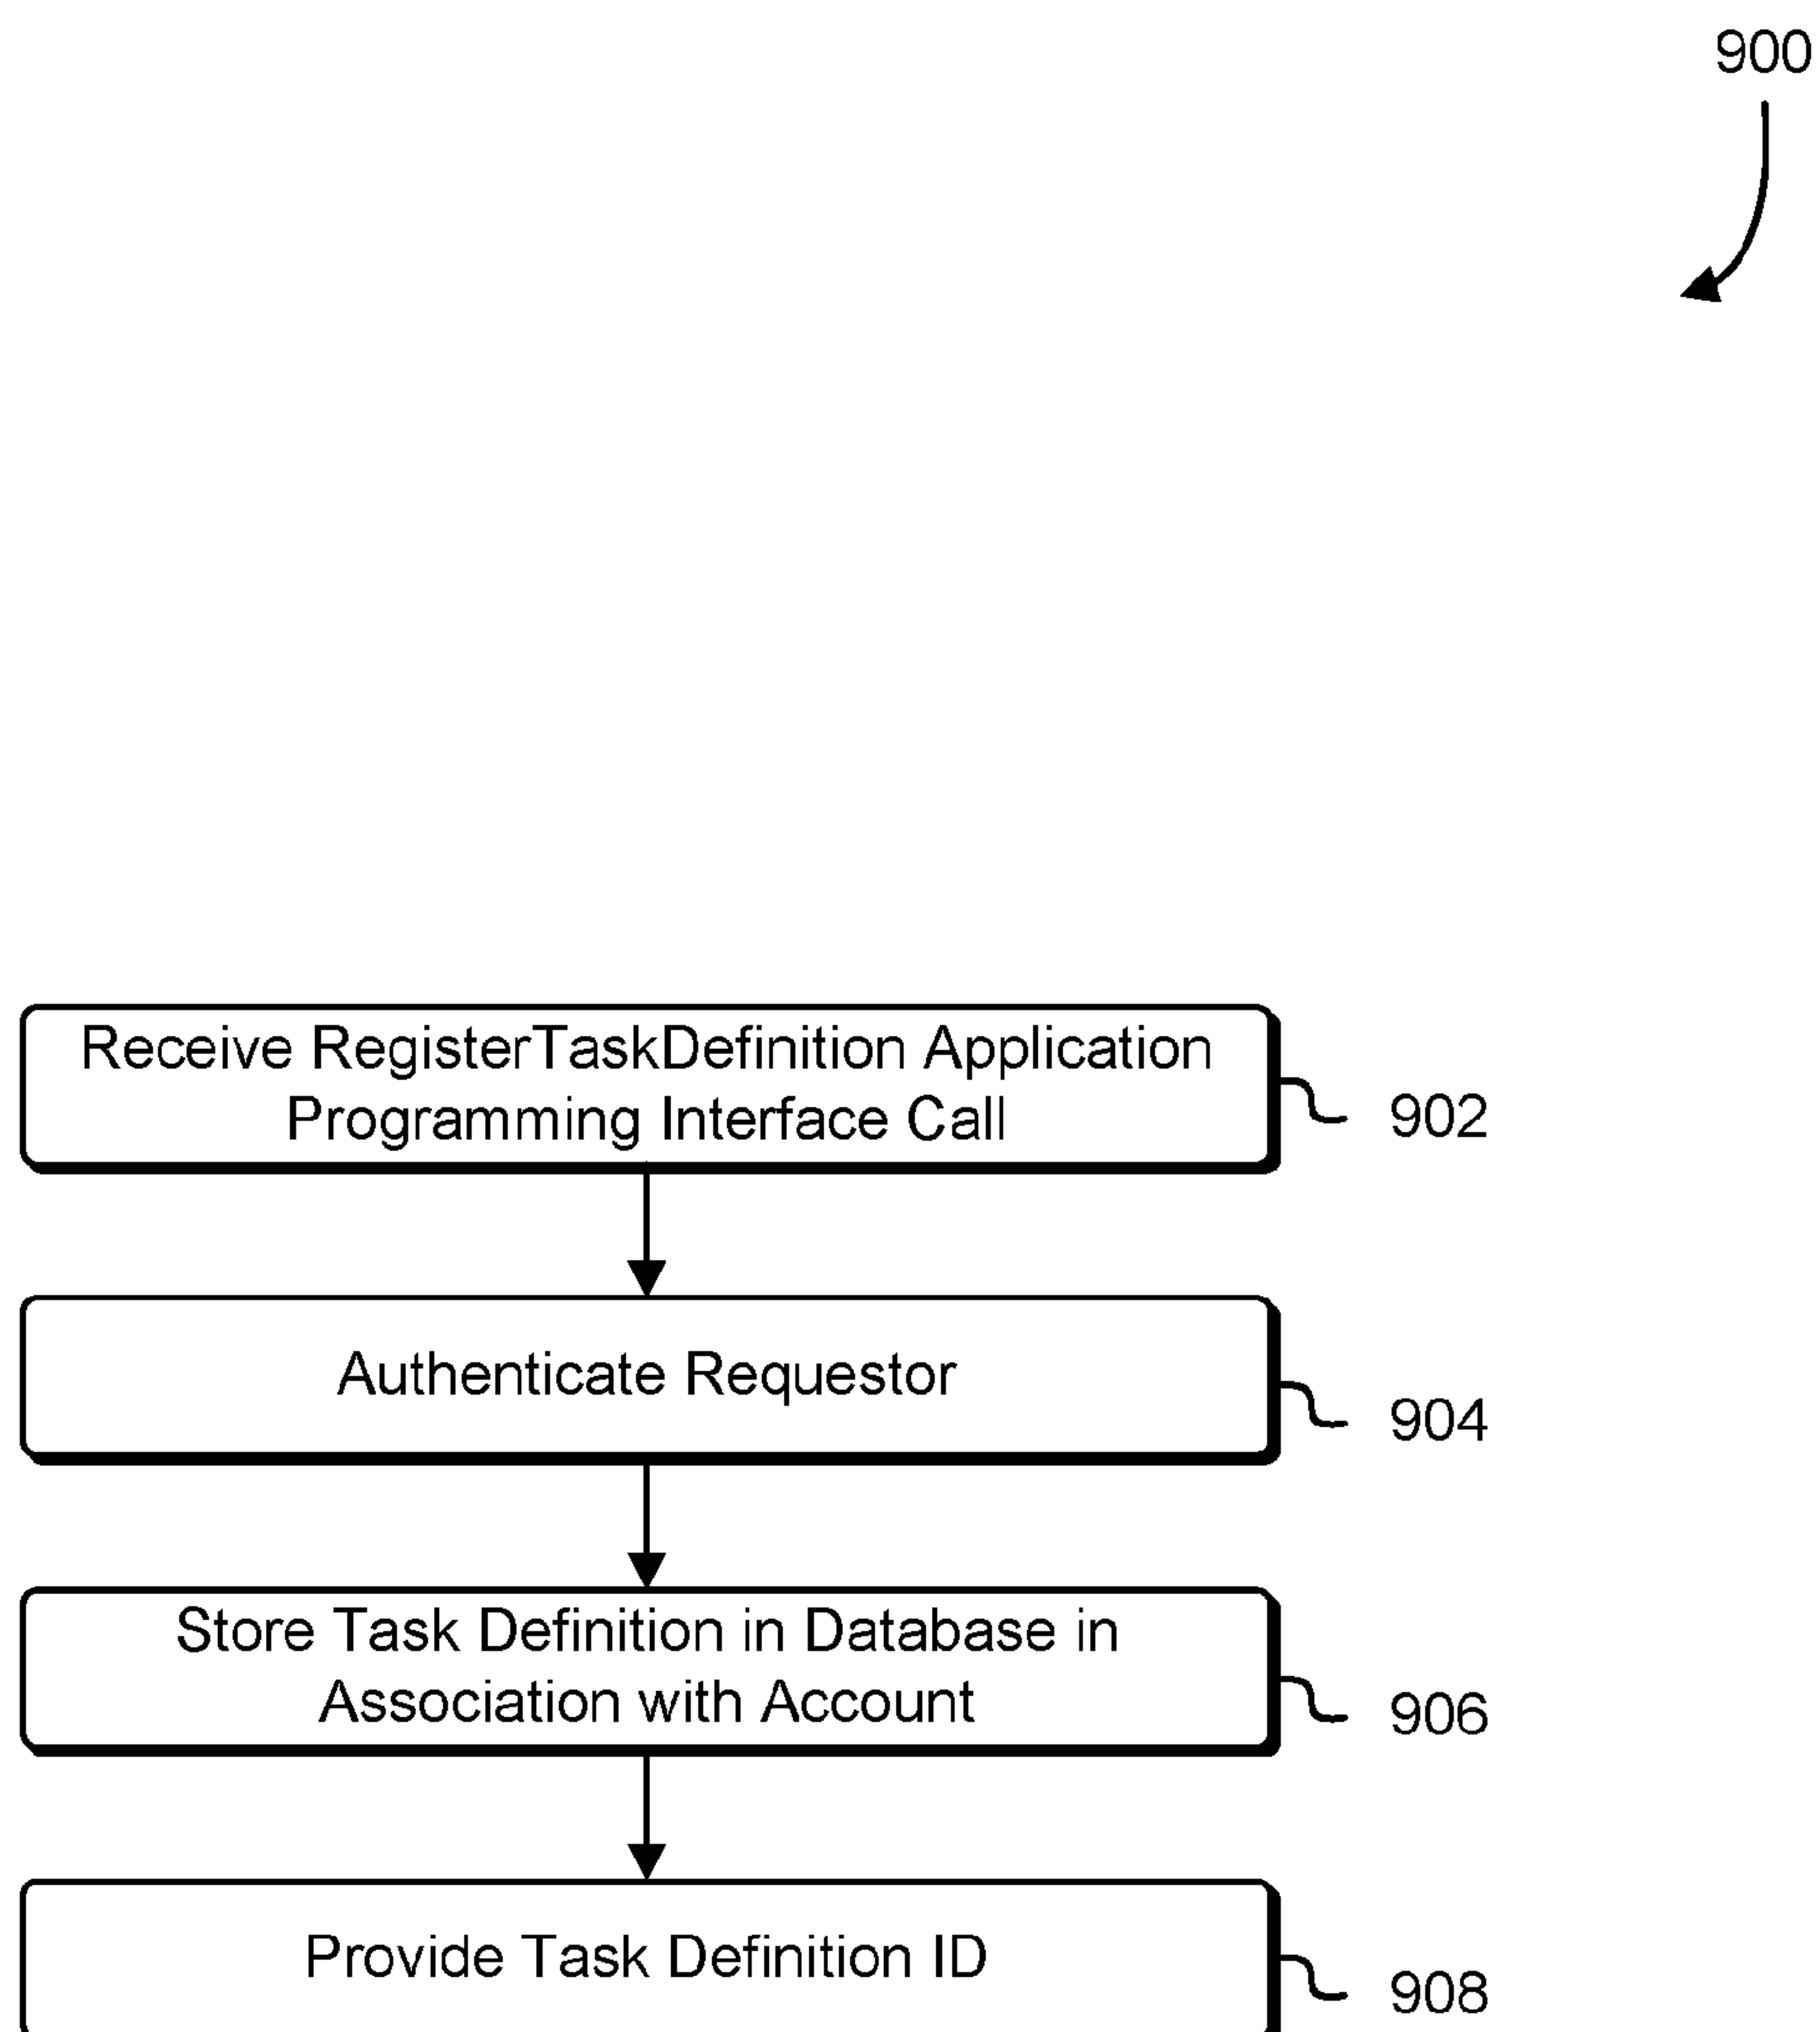 900
Receive RegisterTaskDefinition Application
Programming Interface Call
902
Authenticate Requestor
904
Store Task Definition in Database in
Association with Account
906
Provide Task Definition ID
908